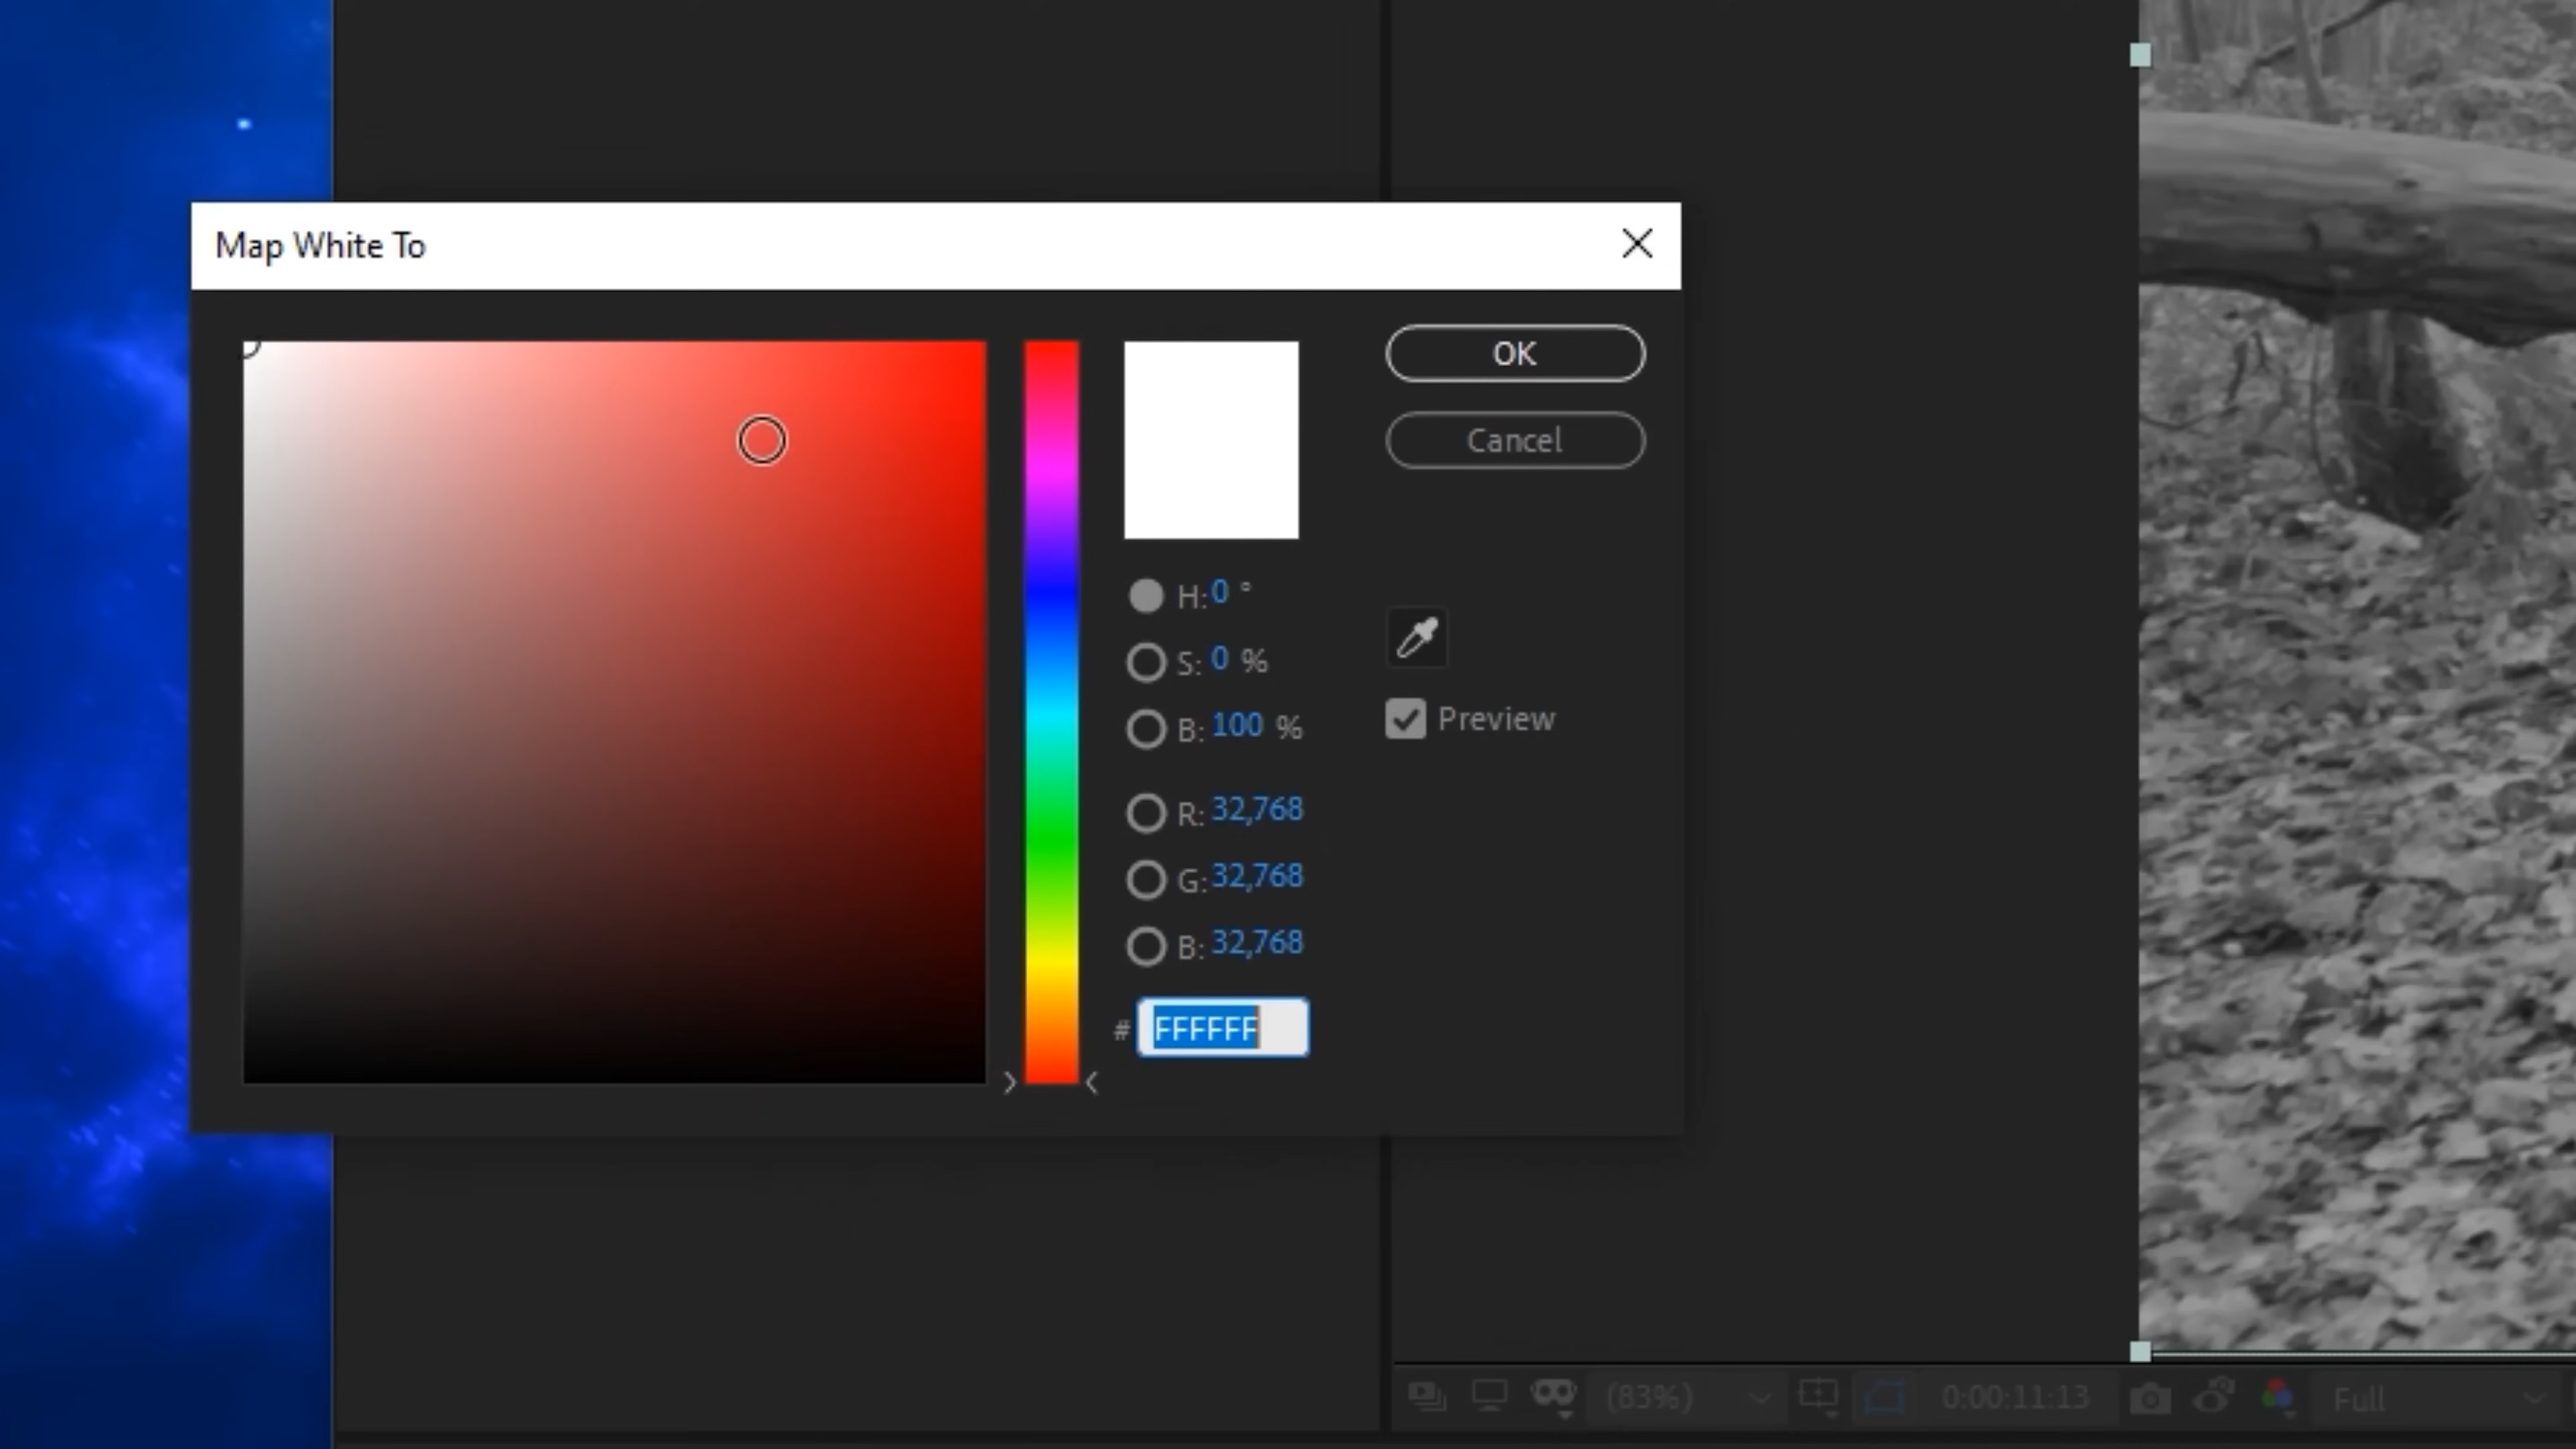 Map White To
OK
Cancel
H: 0 °
S: 0 %
B: 100 %
Preview
R: 32,768
G: 32,768
B: 32,768
# FFFFFF
(83%)
0:00:11:13
Full